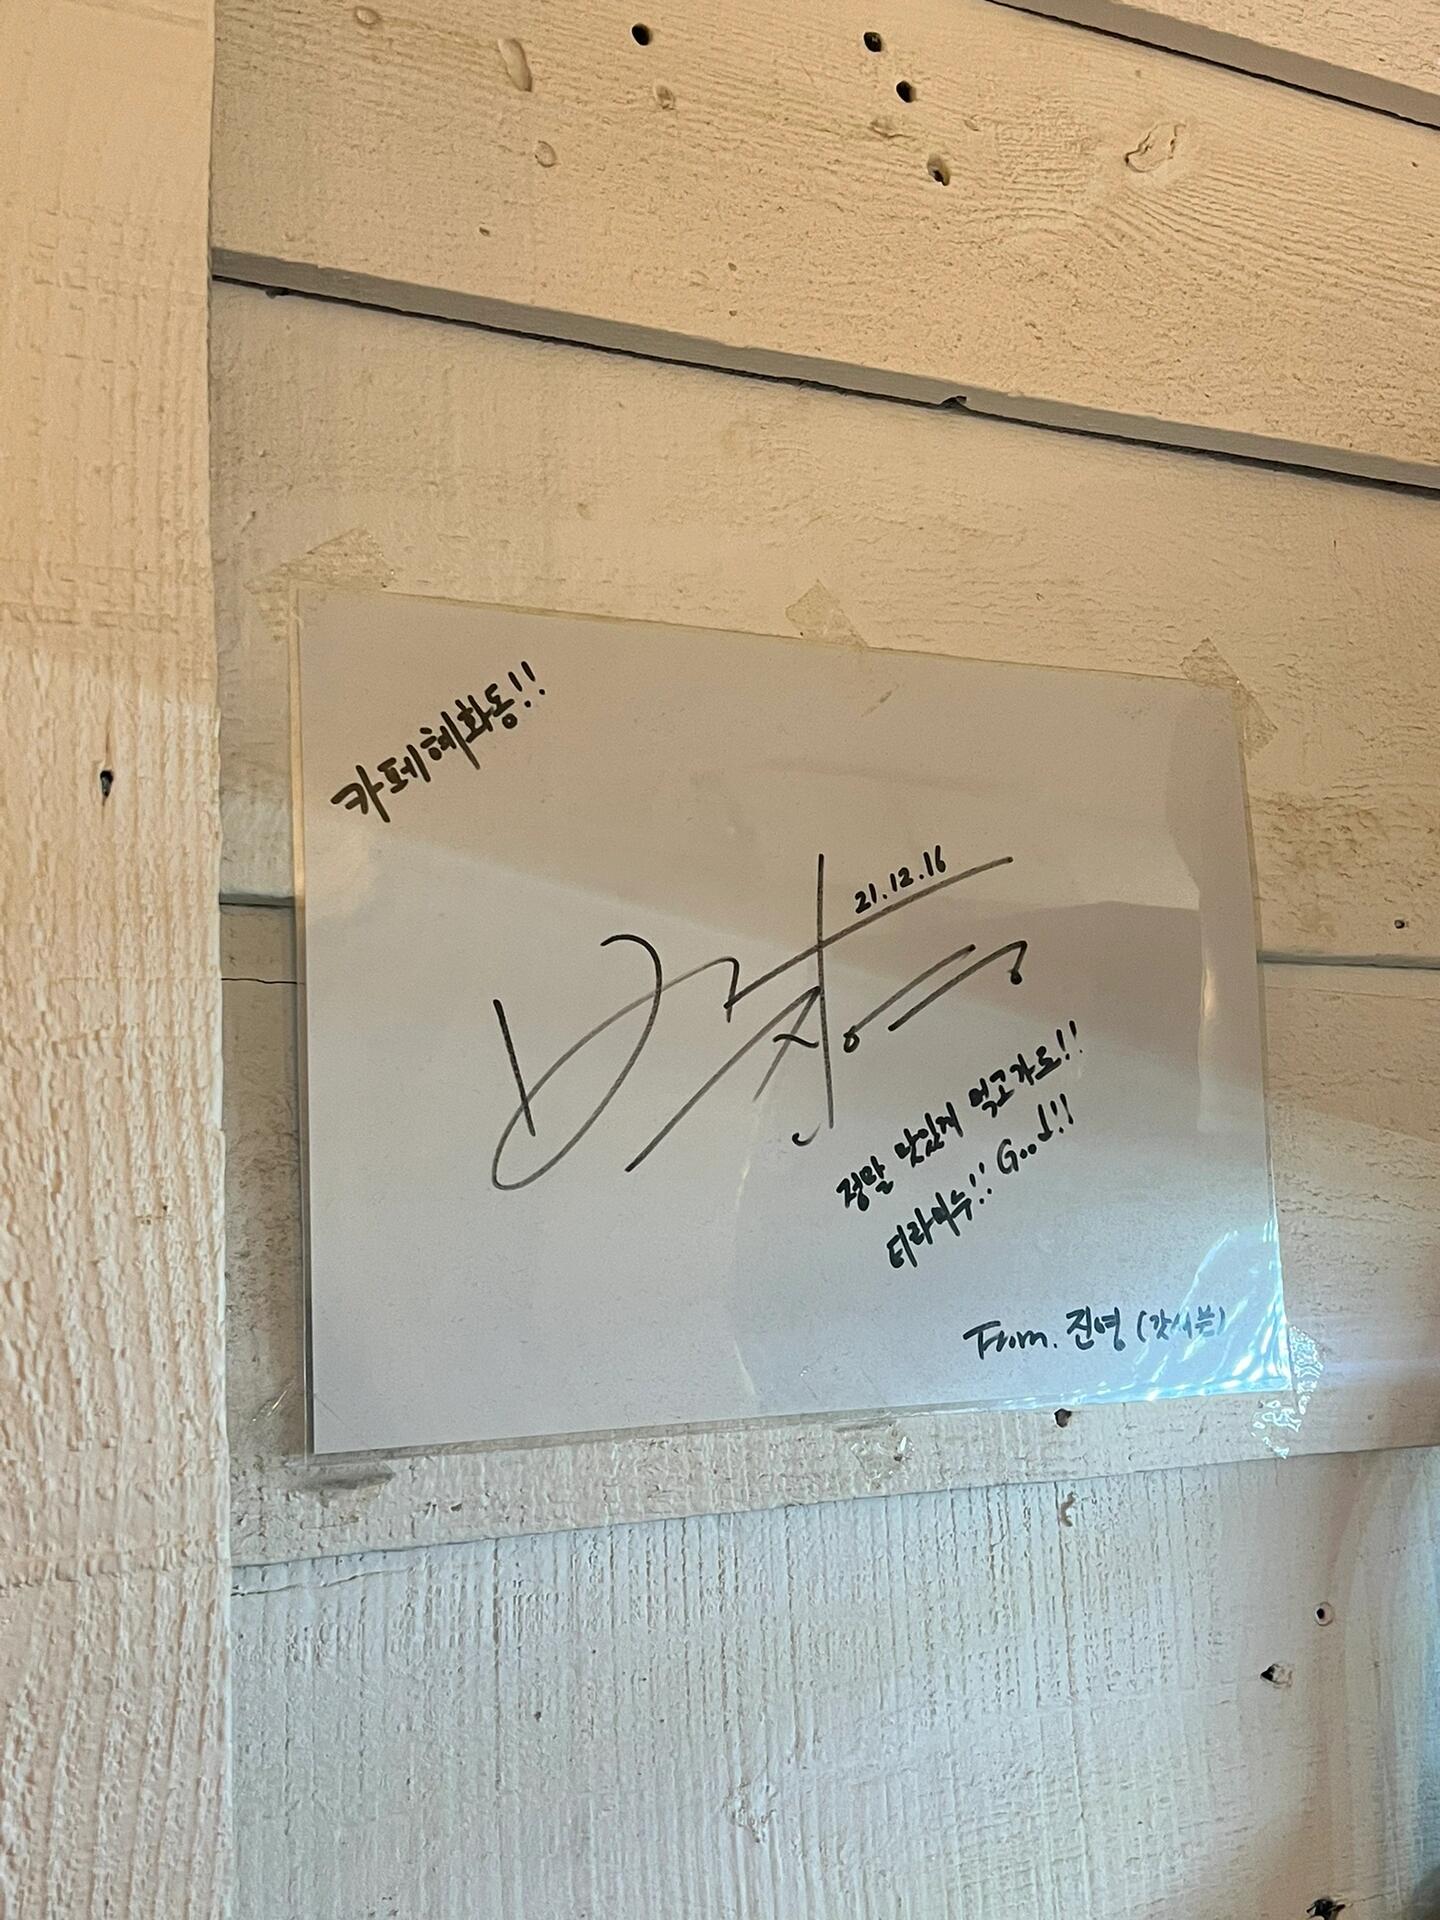 카페혜화동!!
21.12.16
정말 맛있게 먹고가요!!
티라미수!! Good!!
From. 진영 (갓세븐)